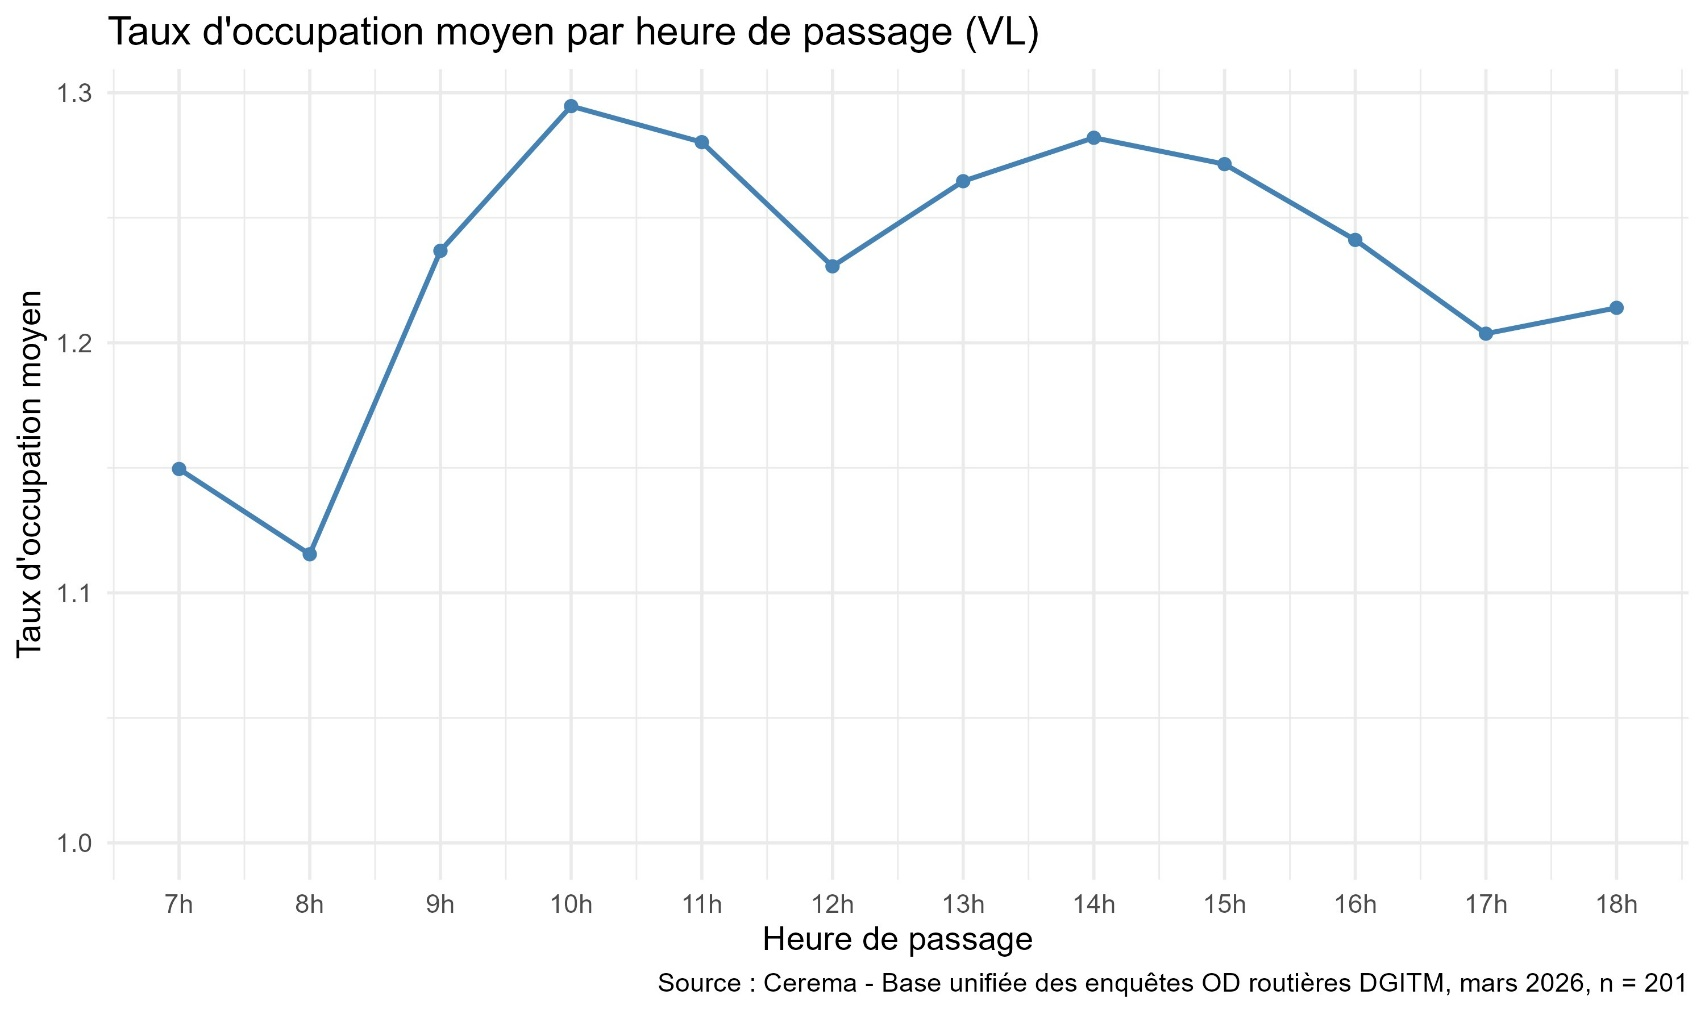 Taux d'occupation moyen par heure de passage (VL)
Taux d'occupation moyen
1.3
1.2
1.1
1.0
7h 8h 9h 10h 11h 12h 13h 14h 15h 16h 17h 18h
Heure de passage
Source : Cerema - Base unifiée des enquêtes OD routières DGITM, mars 2026, n = 201